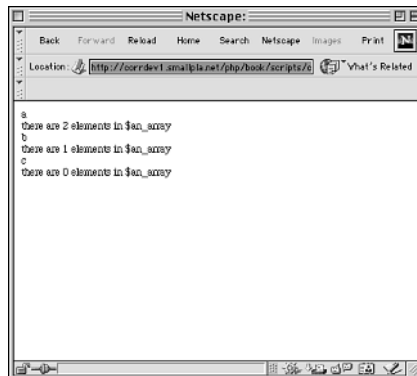 Netscape:
Back Forward Reload Home Search Netscape Images Print N
Location: http://corrdev1.smallpla.net/php/book/scripts/c What's Related
a
there are 2 elements in $an_array
b
there are 1 elements in $an_array
c
there are 0 elements in $an_array